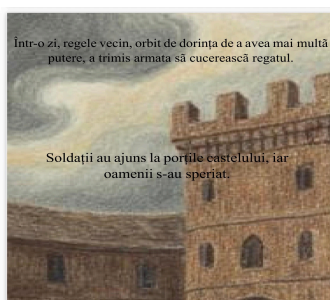 Într-o zi, regele vecin, orbit de dorința de a avea mai multă
putere, a trimis armata să cucerească regatul.
Soldații au ajuns la porțile castelului, iar
oamenii s-au speriat.